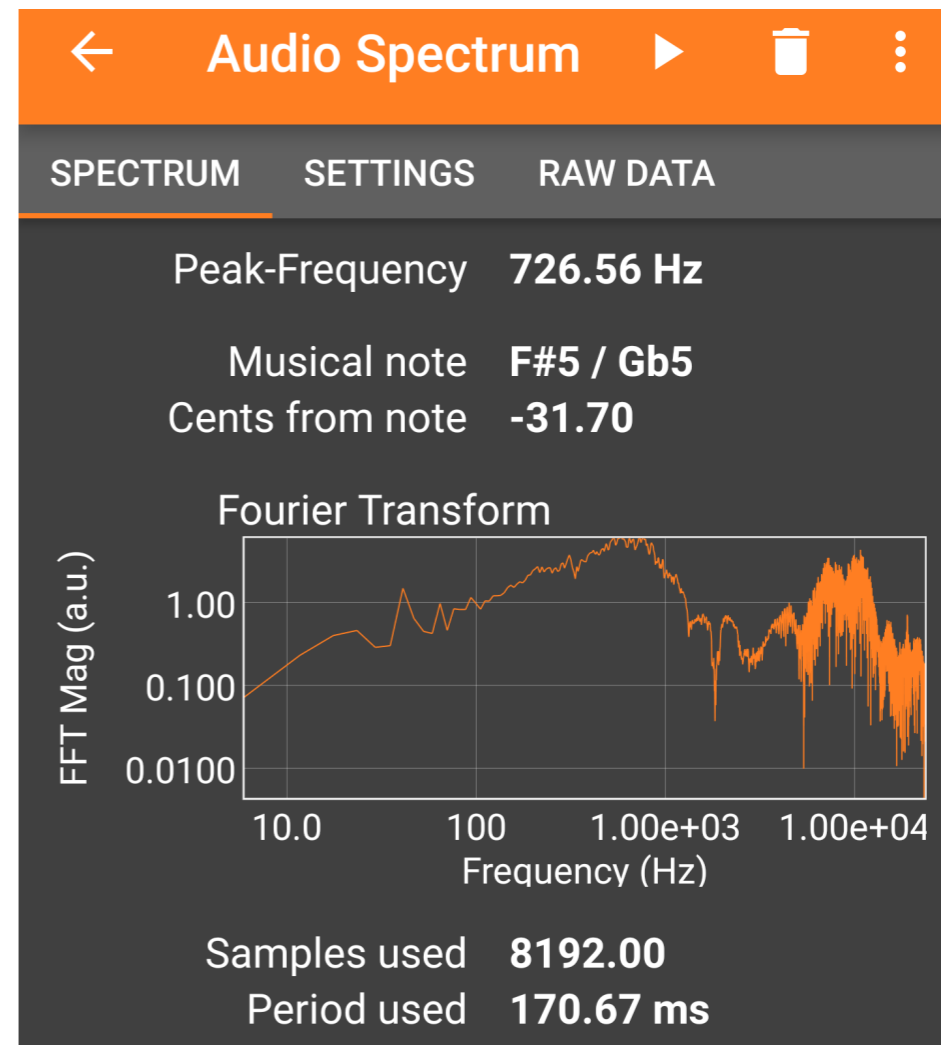 Audio Spectrum
SPECTRUM SETTINGS RAW DATA
Peak-Frequency 726.56 Hz
Musical note F#5 / Gb5
Cents from note -31.70
Fourier Transform
FFT Mag (a.u.)
1.00
0.100
0.0100
10.0 100 1.00e+03 1.00e+04
Frequency (Hz)
Samples used 8192.00
Period used 170.67 ms